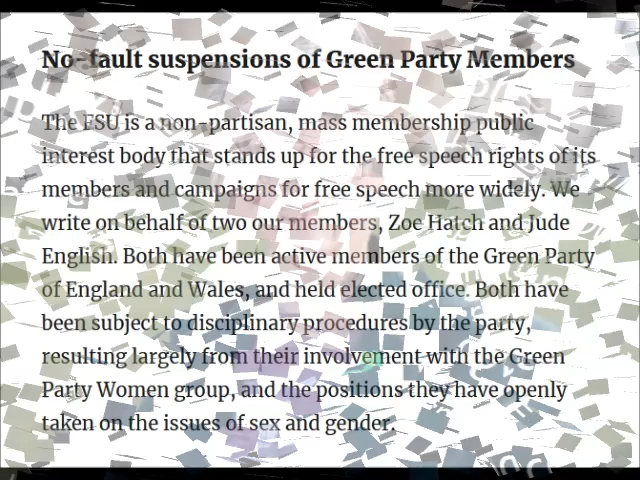 No-fault suspensions of Green Party Members
The FSU is a non-partisan, mass membership public
interest body that stands up for the free speech rights of its
members and campaigns for free speech more widely. We
write on behalf of two our members, Zoe Hatch and Jude
English. Both have been active members of the Green Party
of England and Wales, and held elected office. Both have
been subject to disciplinary procedures by the party,
resulting largely from their involvement with the Green
Party Women group, and the positions they have openly
taken on the issues of sex and gender.